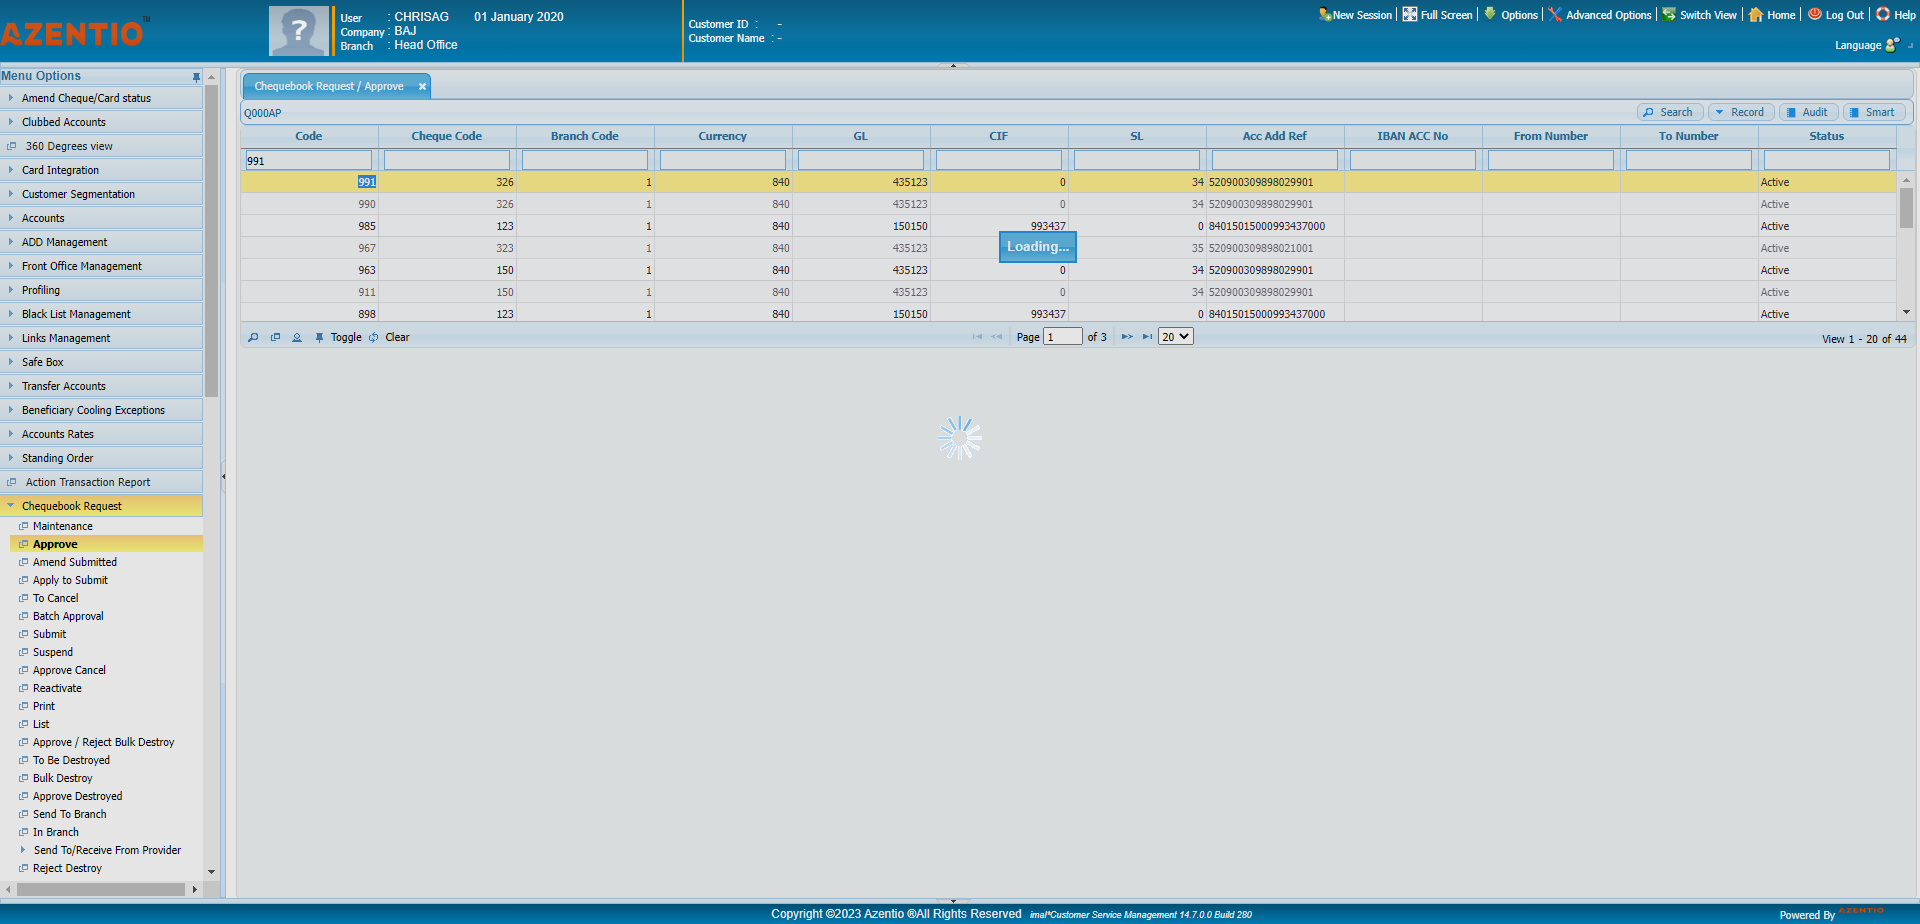 AZENTIO™
User : CHRISAG 01 January 2020
Company : BAJ
Branch : Head Office
Customer ID : -
Customer Name : -
New Session Full Screen Options Advanced Options Switch View Home Log Out Help
Language
Menu Options
Amend Cheque/Card status
Clubbed Accounts
360 Degrees view
Card Integration
Customer Segmentation
Accounts
ADD Management
Front Office Management
Profiling
Black List Management
Links Management
Safe Box
Transfer Accounts
Beneficiary Cooling Exceptions
Accounts Rates
Standing Order
Action Transaction Report
Chequebook Request
Maintenance
Approve
Amend Submitted
Apply to Submit
To Cancel
Batch Approval
Submit
Suspend
Approve Cancel
Reactivate
Print
List
Approve / Reject Bulk Destroy
To Be Destroyed
Bulk Destroy
Approve Destroyed
Send To Branch
In Branch
Send To/Receive From Provider
Reject Destroy
Chequebook Request / Approve
Q000AP
Search Record Audit Smart
Code Cheque Code Branch Code Currency GL CIF SL Acc Add Ref IBAN ACC No From Number To Number Status
991
991 326 1 840 435123 0 34 520900309898029901 Active
990 326 1 840 435123 0 34 520900309898029901 Active
985 123 1 840 150150 993437 0 84015015000993437000 Active
967 323 1 840 435123 35 520900309898021001 Active
Loading...
963 150 1 840 435123 0 34 520900309898029901 Active
911 150 1 840 435123 0 34 520900309898029901 Active
898 123 1 840 150150 993437 0 84015015000993437000 Active
Toggle Clear Page 1 of 3 20 View 1 - 20 of 44
Copyright ©2023 Azentio ®All Rights Reserved imal*Customer Service Management 14.7.0.0 Build 280
Powered By AZENTIO